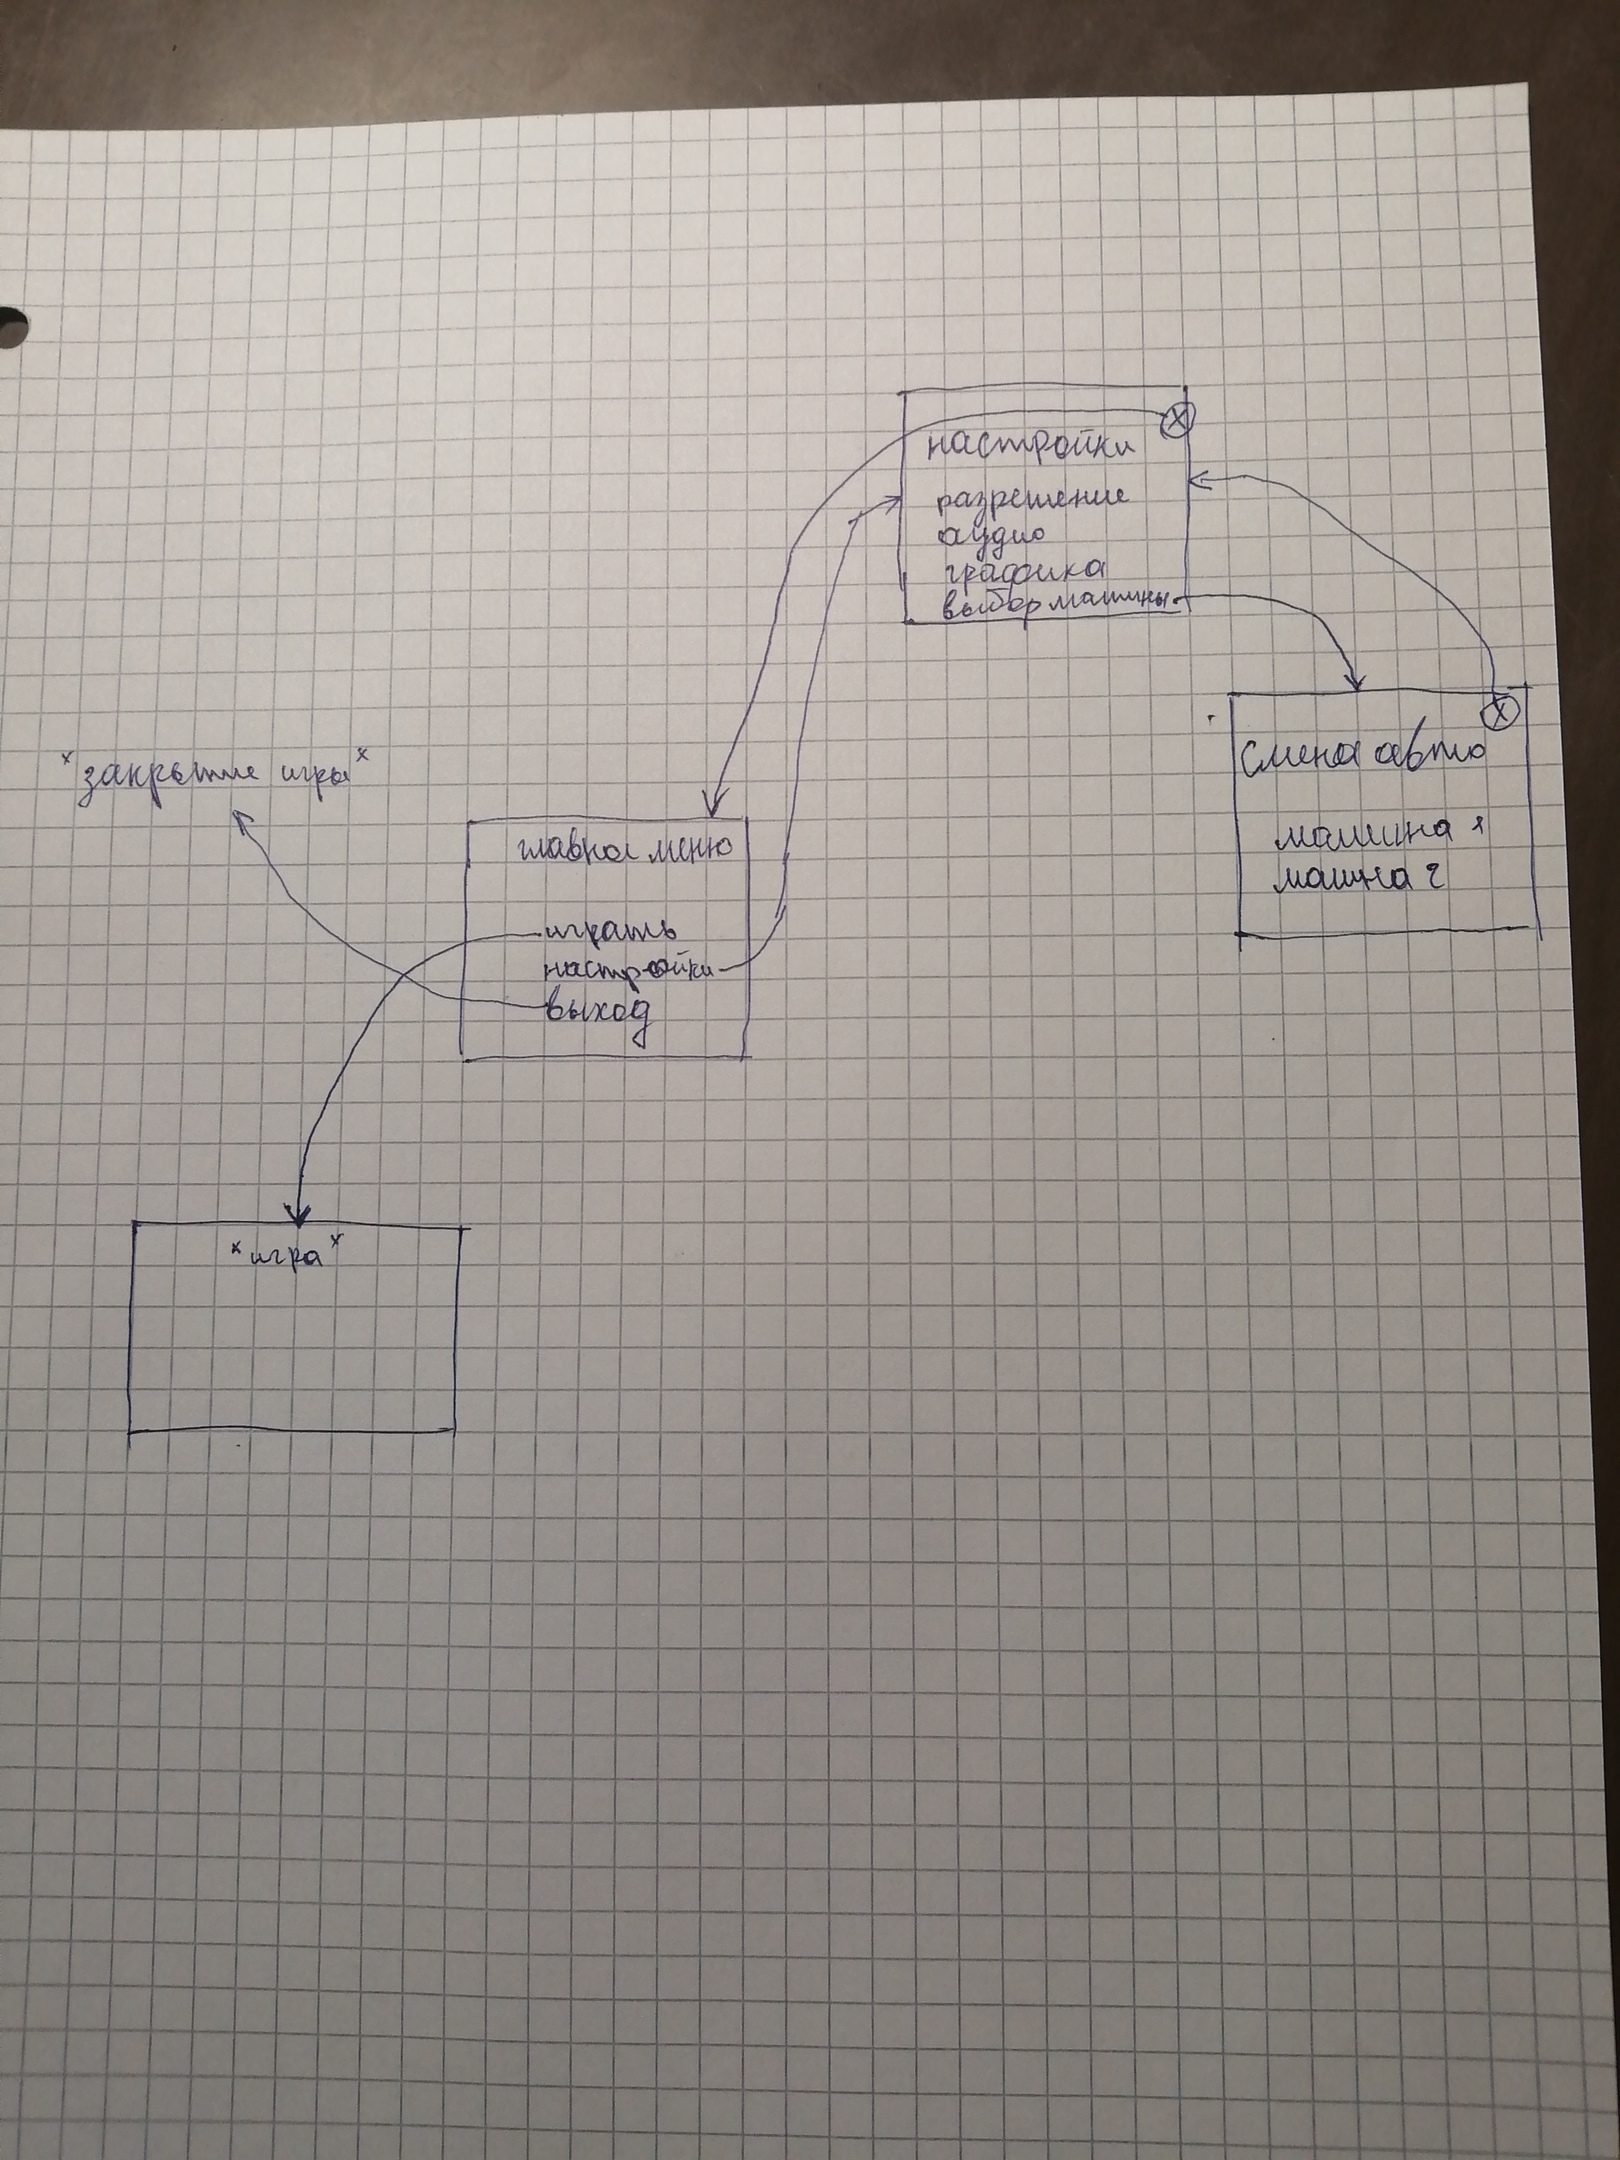 настройки
разрешение
аудио
графика
выбор машины
Смена авто
машина 1
машна 2
*закрытие игры*
главное меню
играть
настройки
выход
*игра*